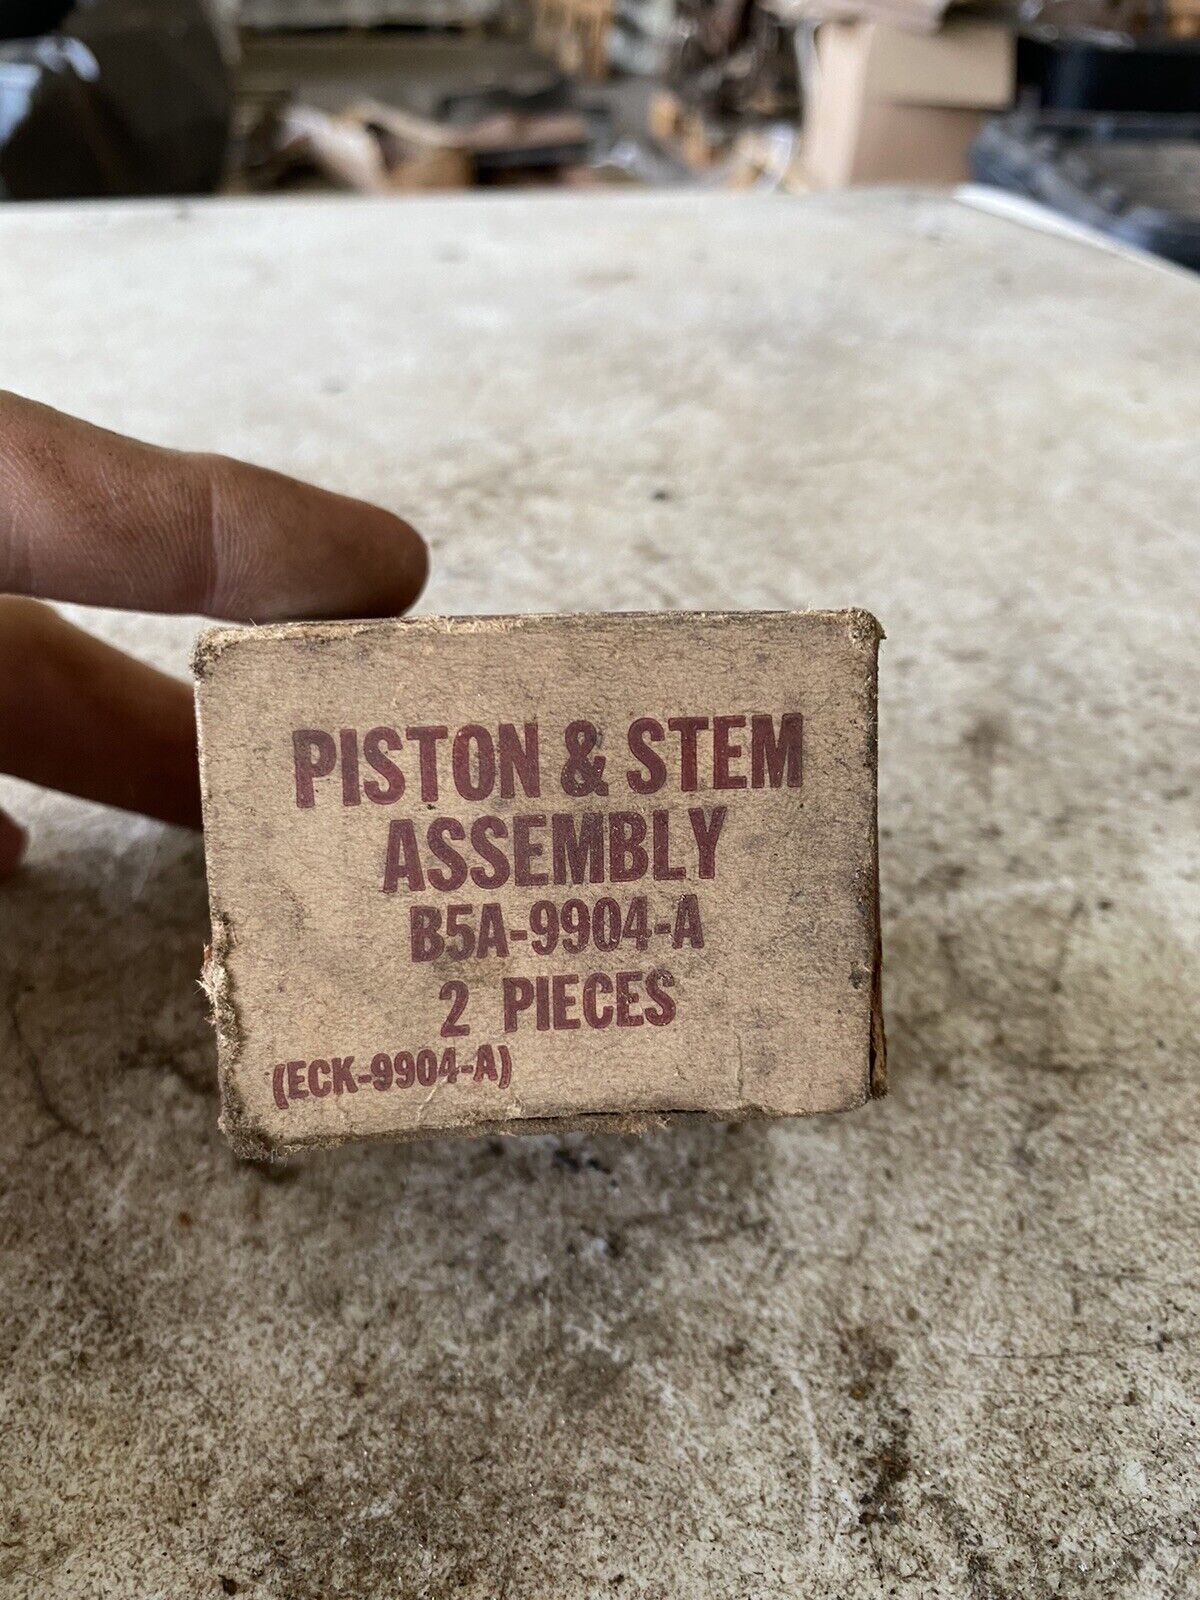 PISTON & STEM
ASSEMBLY
B5A-9904-A
2 PIECES
(ECK-9904-A)